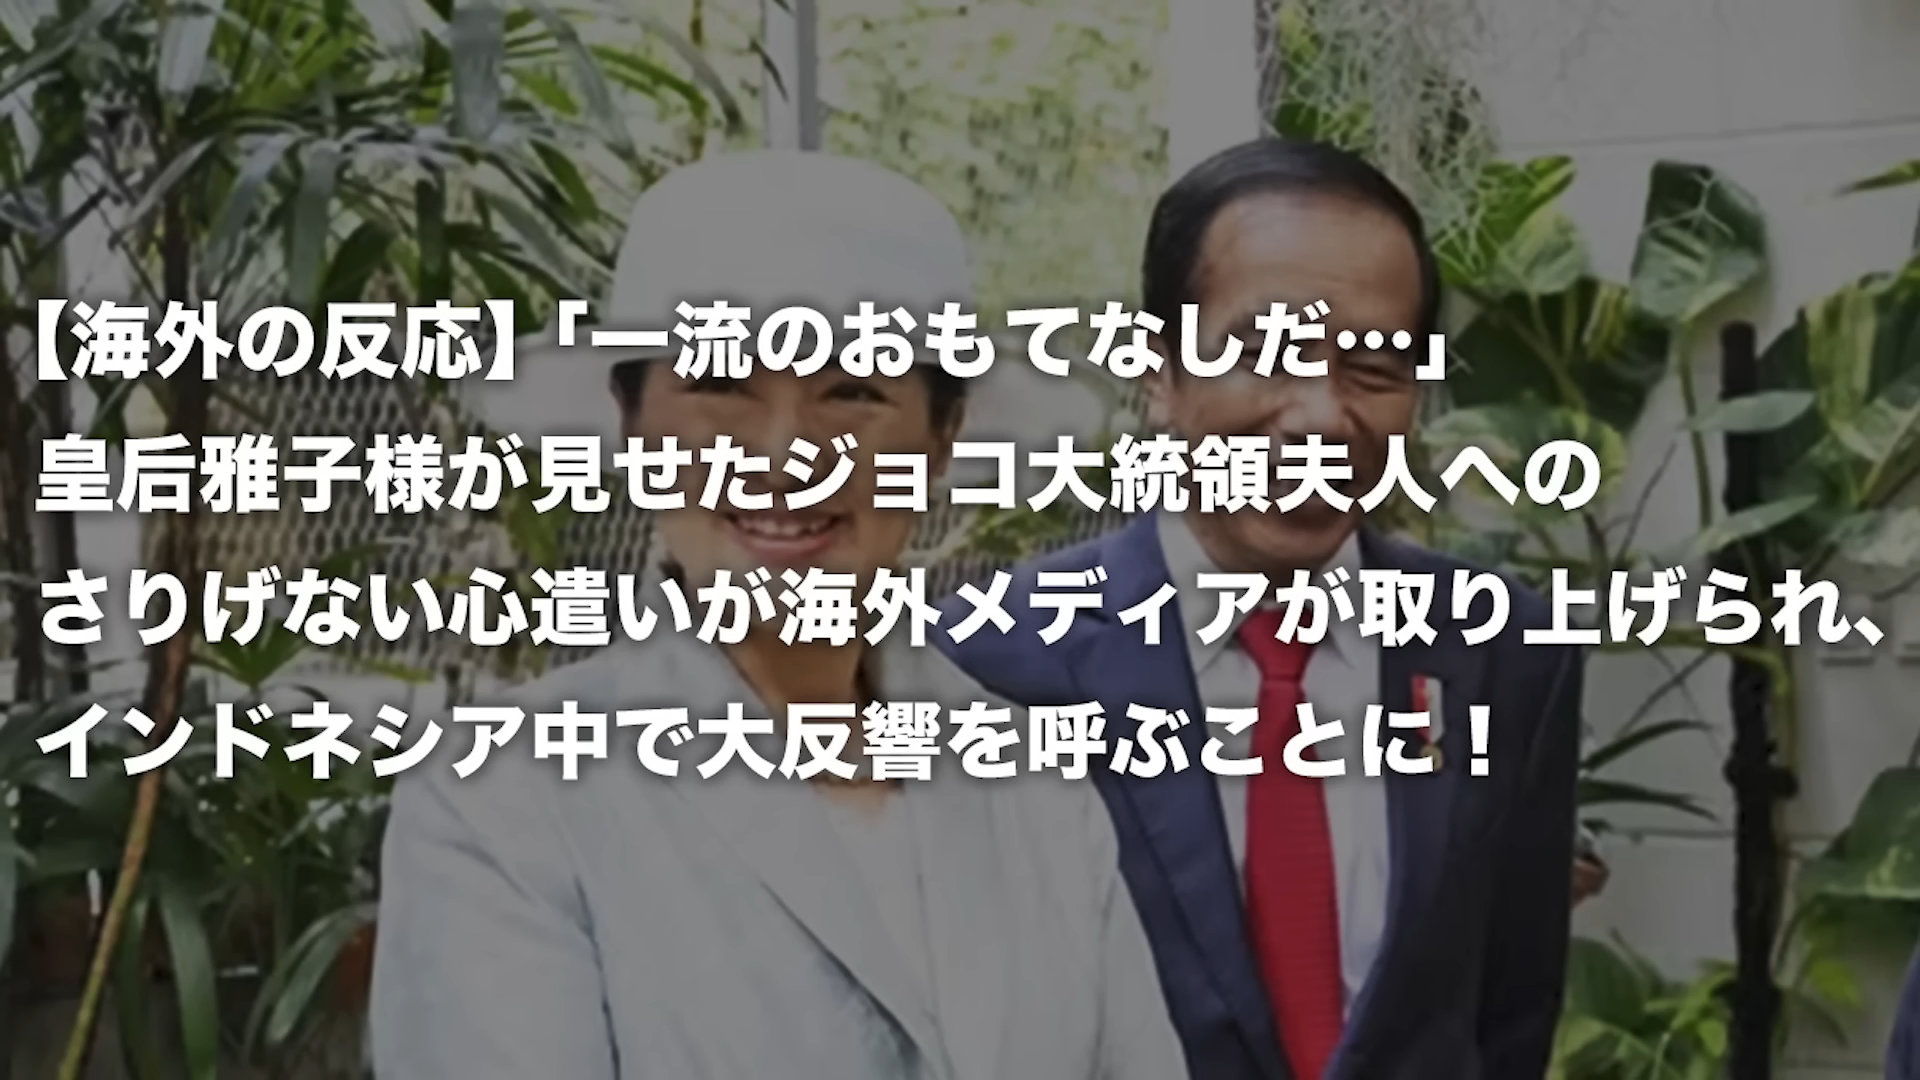 【海外の反応】「一流のおもてなしだ…」
皇后雅子様が見せたジョコ大統領夫人への
さりげない心遣いが海外メディアが取り上げられ、
インドネシア中で大反響を呼ぶことに！